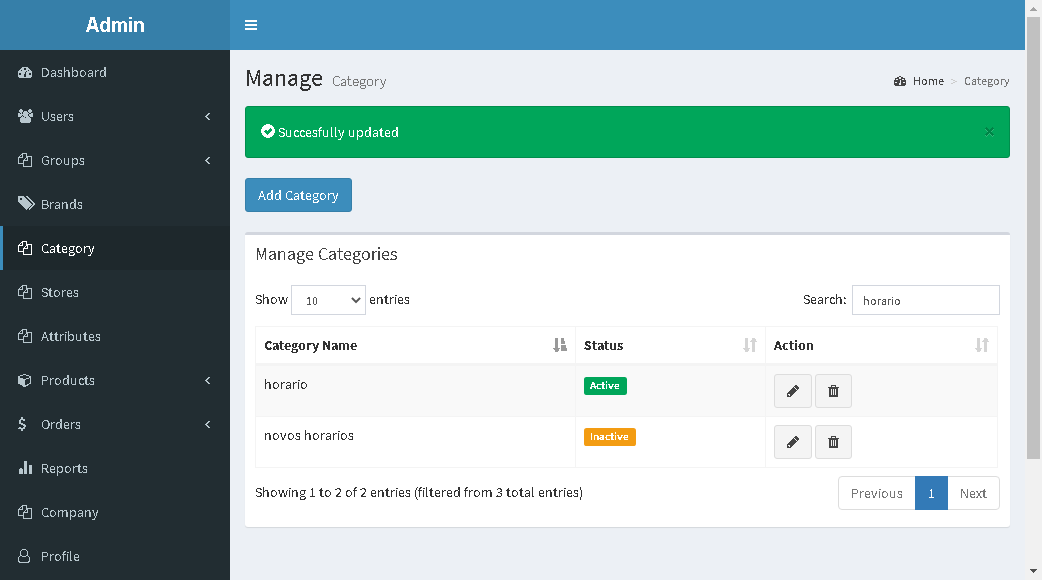 Admin
Dashboard
Users
Groups
Brands
Category
Stores
Attributes
Products
Orders
Reports
Company
Profile
Manage Category
Home > Category
Succesfully updated ×
Add Category
Manage Categories
Show 10 entries
Search: horario
Category Name Status Action
horario Active
novos horarios Inactive
Showing 1 to 2 of 2 entries (filtered from 3 total entries)
Previous 1 Next